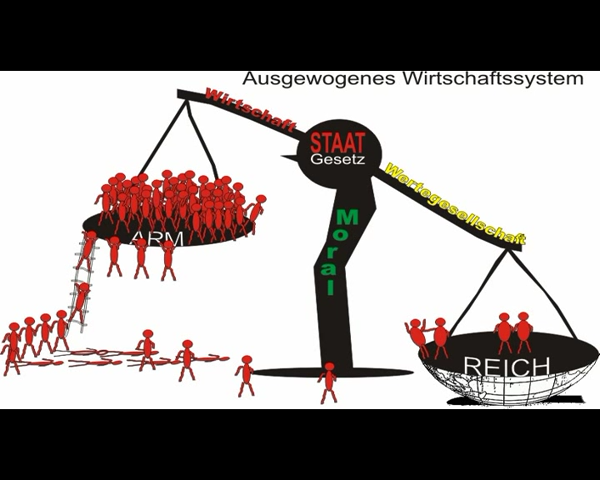 Ausgewogenes Wirtschaftssystem
Wirtschaft
STAAT
Gesetz
Wertegesellschaft
Moral
ARM
REICH